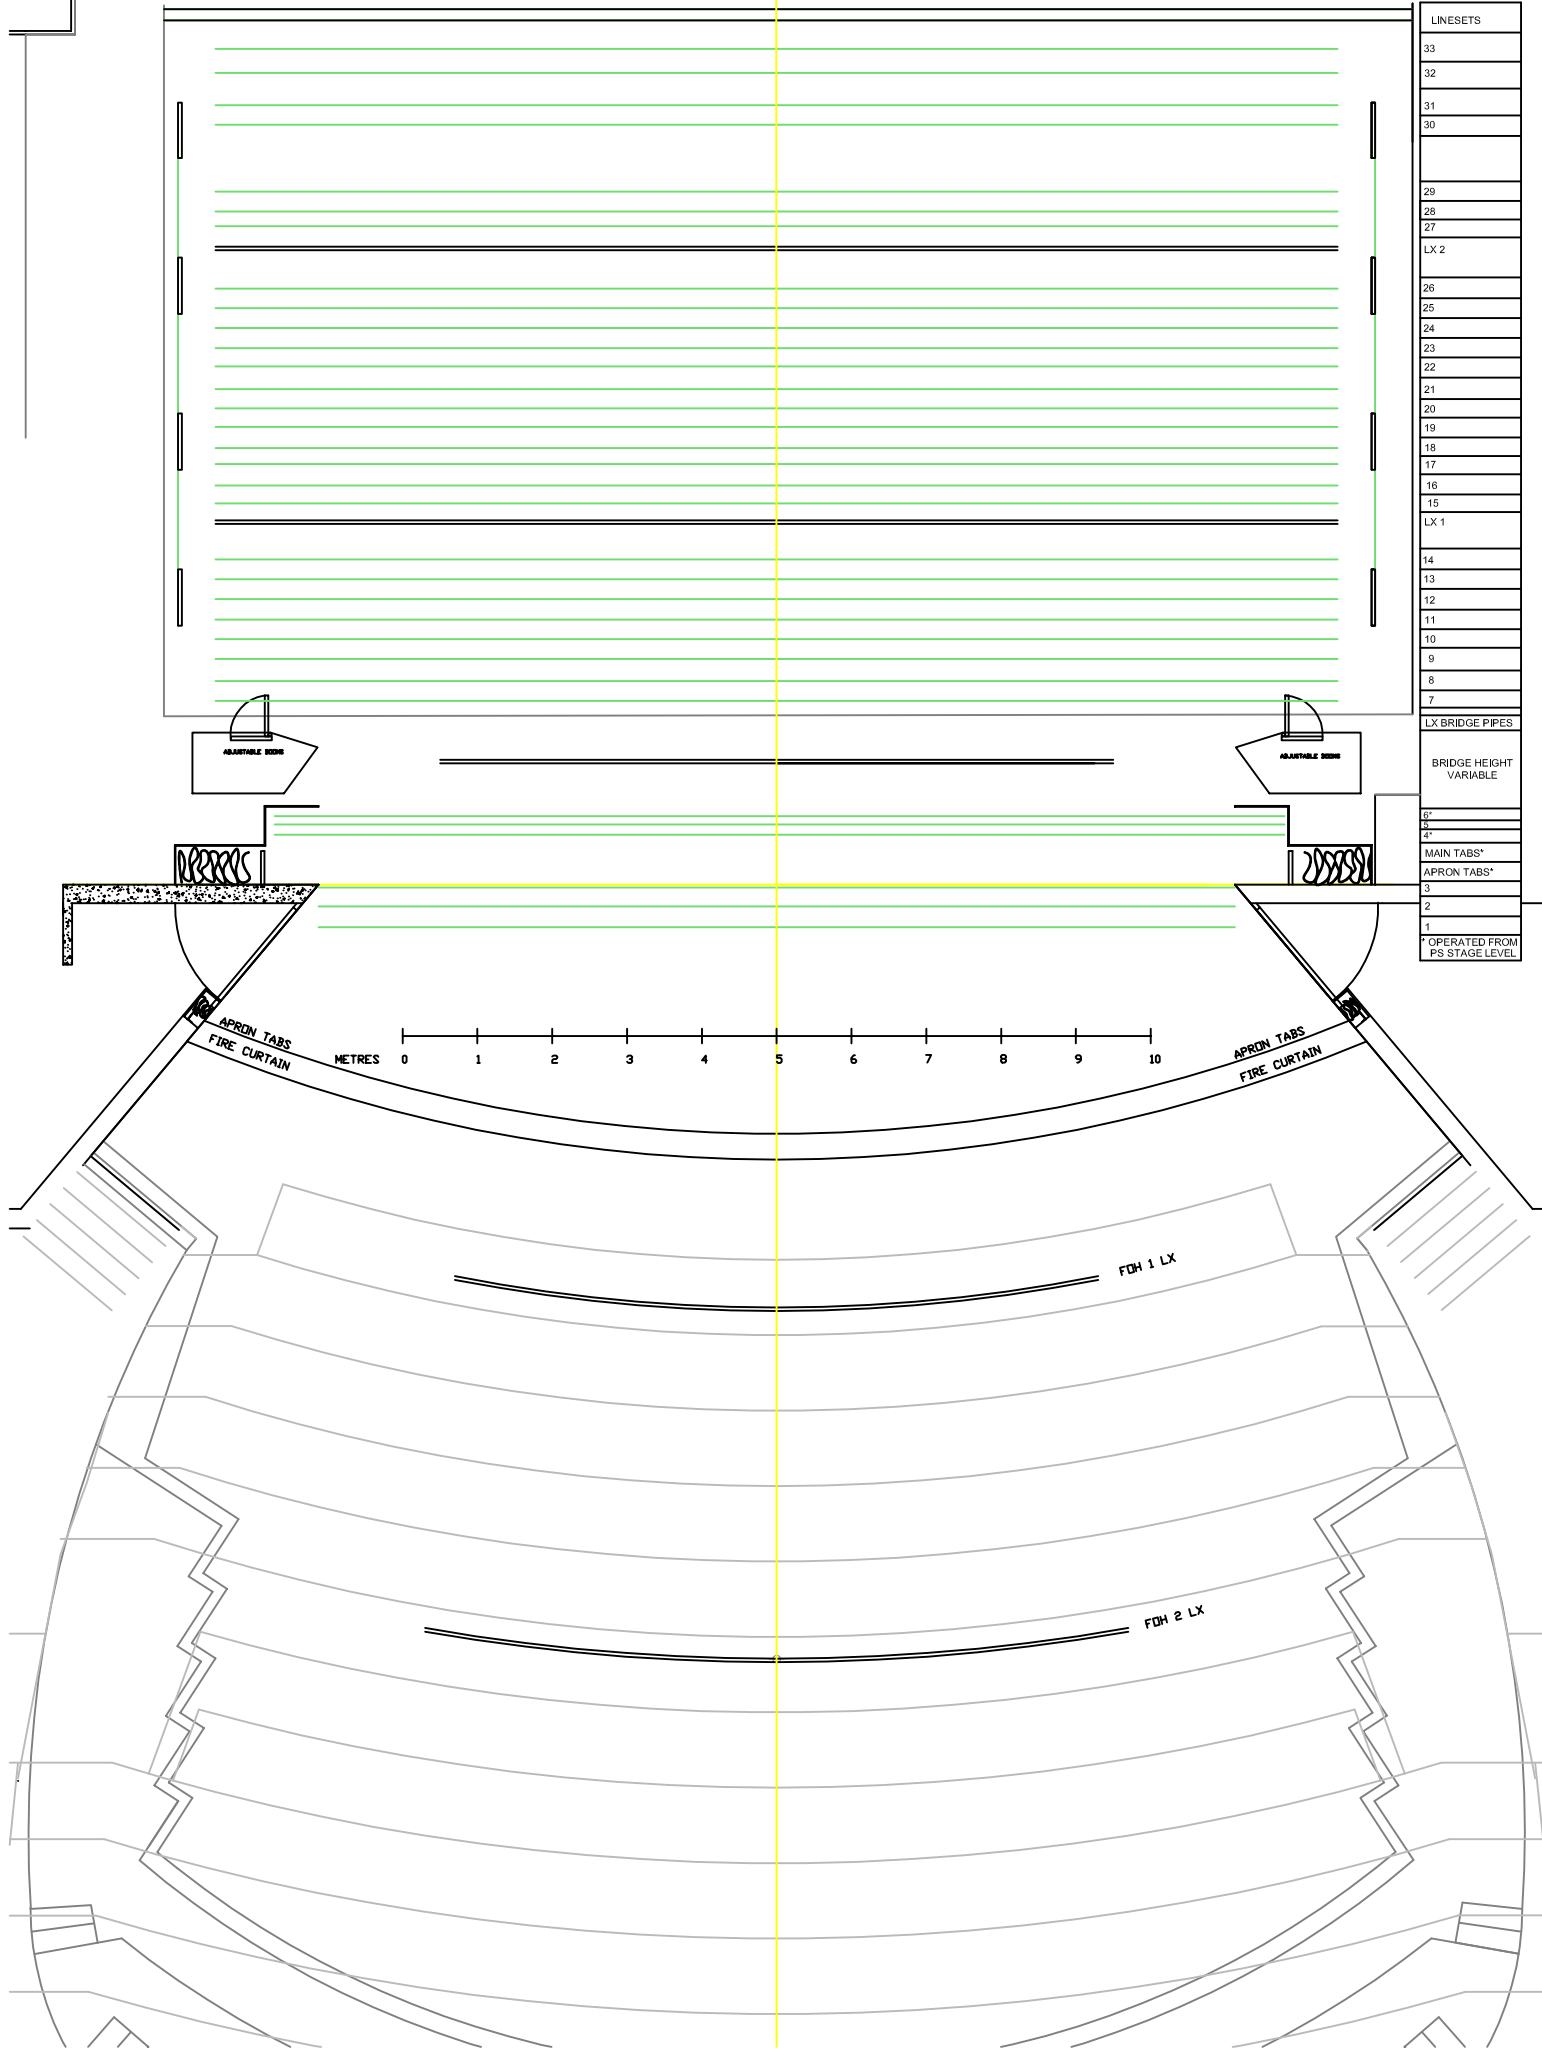 LINESETS
33
32
31
30
29
28
27
LX 2
26
25
24
23
22
21
20
19
18
17
16
15
LX 1
14
13
12
11
10
9
8
7
LX BRIDGE PIPES
BRIDGE HEIGHT
VARIABLE
6*
5
4*
MAIN TABS*
APRON TABS*
3
2
1
* OPERATED FROM
PS STAGE LEVEL
ADJUSTABLE BOOMS
ADJUSTABLE BOOMS
APRON TABS
FIRE CURTAIN
METRES 0 1 2 3 4 5 6 7 8 9 10
APRON TABS
FIRE CURTAIN
FOH 1 LX
FOH 2 LX